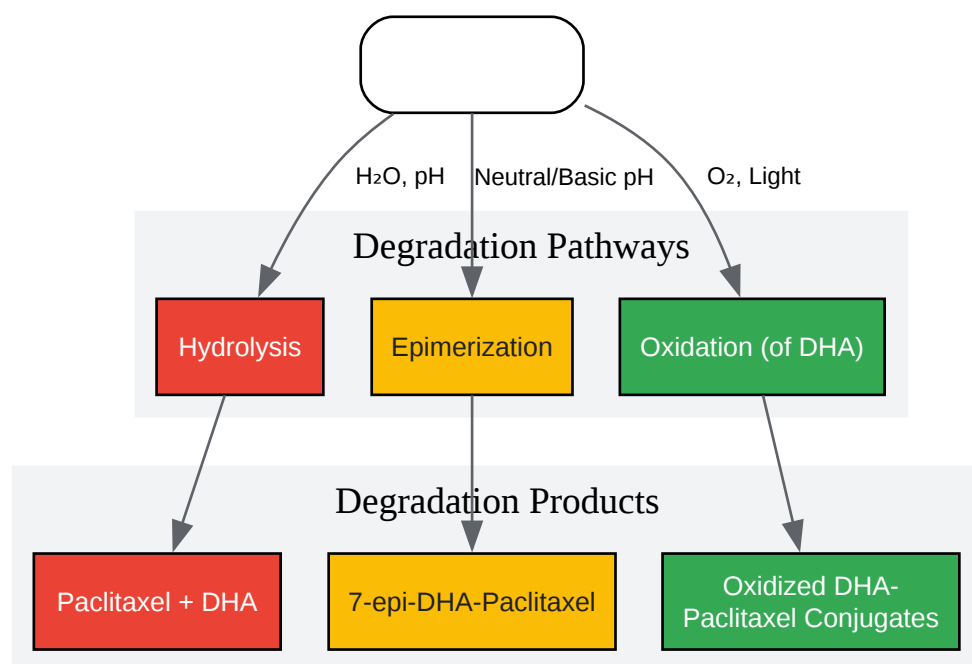 H₂O, pH
Neutral/Basic pH
O₂, Light
Degradation Pathways
Hydrolysis
Epimerization
Oxidation (of DHA)
Degradation Products
Paclitaxel + DHA
7-epi-DHA-Paclitaxel
Oxidized DHA-
Paclitaxel Conjugates